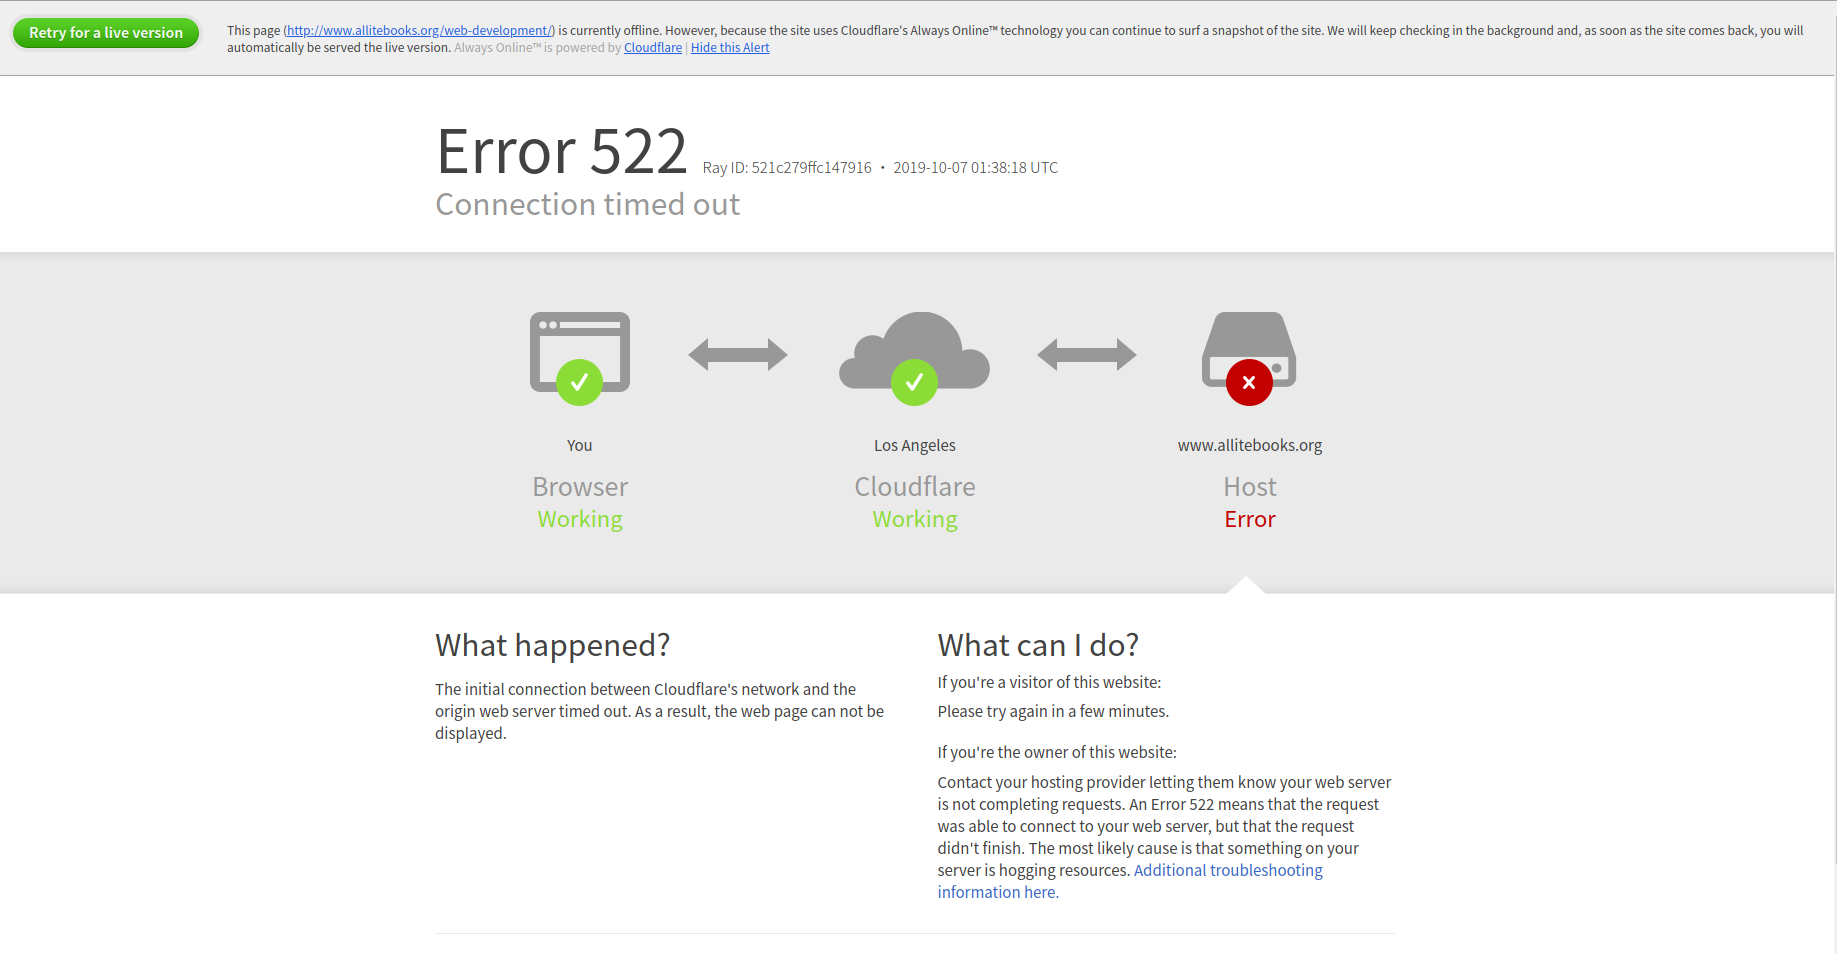 Retry for a live version
This page (http://www.allitebooks.org/web-development/) is currently offline. However, because the site uses Cloudflare's Always Online™ technology you can continue to surf a snapshot of the site. We will keep checking in the background and, as soon as the site comes back, you will
automatically be served the live version. Always Online™ is powered by Cloudflare | Hide this Alert
Error 522 Ray ID: 521c279ffc147916 • 2019-10-07 01:38:18 UTC
Connection timed out
You
Browser
Working
Los Angeles
Cloudflare
Working
www.allitebooks.org
Host
Error
What happened?
The initial connection between Cloudflare's network and the
origin web server timed out. As a result, the web page can not be
displayed.
What can I do?
If you're a visitor of this website:
Please try again in a few minutes.
If you're the owner of this website:
Contact your hosting provider letting them know your web server
is not completing requests. An Error 522 means that the request
was able to connect to your web server, but that the request
didn't finish. The most likely cause is that something on your
server is hogging resources. Additional troubleshooting
information here.